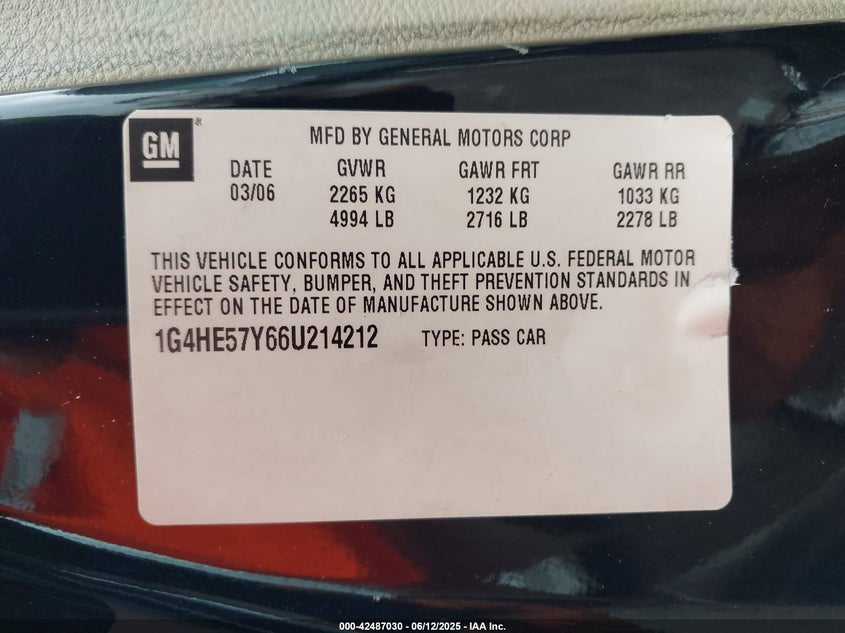 GM®
MFD BY GENERAL MOTORS CORP
DATE GVWR GAWR FRT GAWR RR
03/06 2265 KG 1232 KG 1033 KG
4994 LB 2716 LB 2278 LB
THIS VEHICLE CONFORMS TO ALL APPLICABLE U.S. FEDERAL MOTOR
VEHICLE SAFETY, BUMPER, AND THEFT PREVENTION STANDARDS IN
EFFECT ON THE DATE OF MANUFACTURE SHOWN ABOVE.
1G4HE57Y66U214212 TYPE: PASS CAR
000-42487030 - 06/12/2025 - IAA Inc.